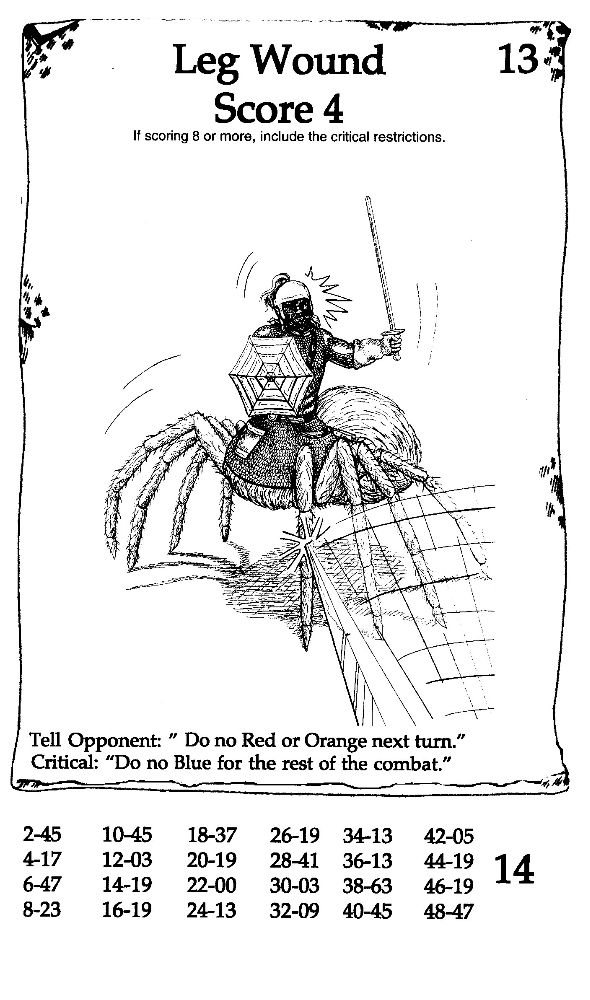 Leg Wound 13
Score 4
If scoring 8 or more, include the critical restrictions.
Tell Opponent: " Do no Red or Orange next turn."
Critical: "Do no Blue for the rest of the combat."
2-45 10-45 18-37 26-19 34-13 42-05
4-17 12-03 20-19 28-41 36-13 44-19
6-47 14-19 22-00 30-03 38-63 46-19
8-23 16-19 24-13 32-09 40-45 48-47
14